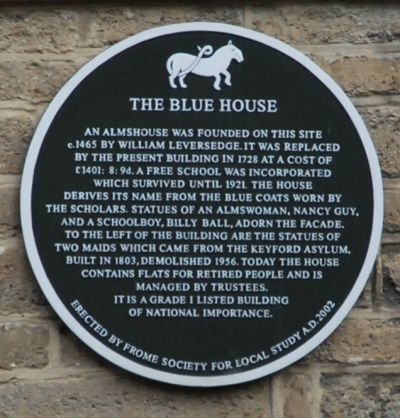 THE BLUE HOUSE
AN ALMSHOUSE WAS FOUNDED ON THIS SITE
c.1465 BY WILLIAM LEVERSEDGE. IT WAS REPLACED
BY THE PRESENT BUILDING IN 1728 AT A COST OF
£1401: 8: 9d. A FREE SCHOOL WAS INCORPORATED
WHICH SURVIVED UNTIL 1921. THE HOUSE
DERIVES ITS NAME FROM THE BLUE COATS WORN BY
THE SCHOLARS. STATUES OF AN ALMSWOMAN, NANCY GUY,
AND A SCHOOLBOY, BILLY BALL, ADORN THE FACADE.
TO THE LEFT OF THE BUILDING ARE THE STATUES OF
TWO MAIDS WHICH CAME FROM THE KEYFORD ASYLUM,
BUILT IN 1803, DEMOLISHED 1956. TODAY THE HOUSE
CONTAINS FLATS FOR RETIRED PEOPLE AND IS
MANAGED BY TRUSTEES.
IT IS A GRADE I LISTED BUILDING
OF NATIONAL IMPORTANCE.
ERECTED BY FROME SOCIETY FOR LOCAL STUDY A.D. 2002